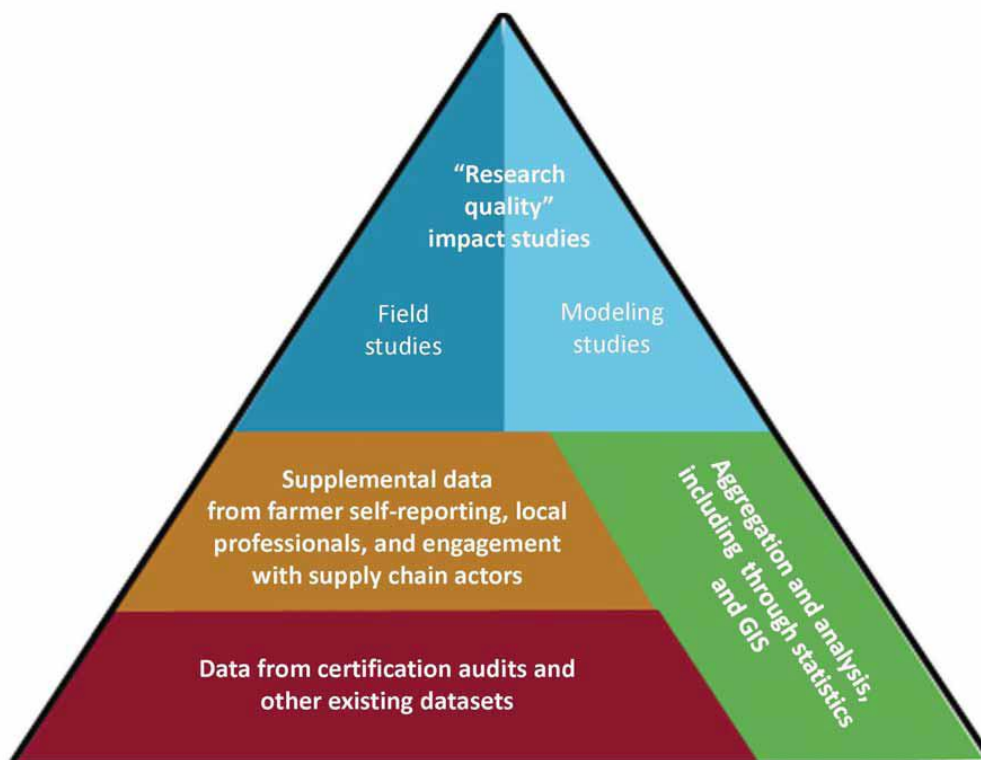 “Research
quality”
impact studies
Field
studies
Modeling
studies
Supplemental data
from farmer self-reporting, local
professionals, and engagement
with supply chain actors
Aggregation and analysis,
including through statistics
and GIS
Data from certification audits and
other existing datasets